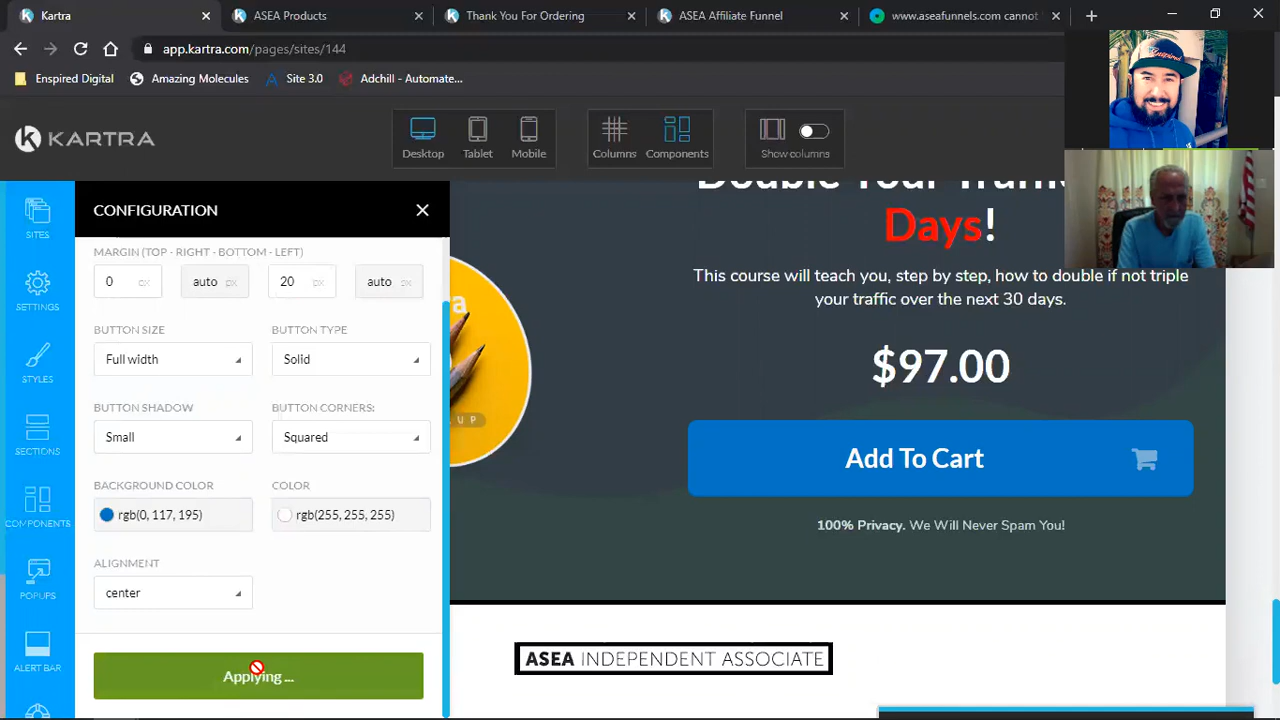 Kartra
ASEA Products
Thank You For Ordering
ASEA Affiliate Funnel
www.aseafunnels.com cannot
app.kartra.com/pages/sites/144
Enspired Digital
Amazing Molecules
Site 3.0
Adchill - Automate...
KARTRA
Desktop
Tablet
Mobile
Columns
Components
Show columns
SITES
SETTINGS
STYLES
SECTIONS
COMPONENTS
POPUPS
ALERT BAR
CONFIGURATION
MARGIN (TOP - RIGHT - BOTTOM - LEFT)
0 px auto px 20 px auto px
BUTTON SIZE
BUTTON TYPE
Full width
Solid
BUTTON SHADOW
BUTTON CORNERS:
Small
Squared
BACKGROUND COLOR
COLOR
rgb(0, 117, 195)
rgb(255, 255, 255)
ALIGNMENT
center
Applying ...
Double Your
Days!
This course will teach you, step by step, how to double if not triple
your traffic over the next 30 days.
$97.00
Add To Cart
100% Privacy. We Will Never Spam You!
ASEA INDEPENDENT ASSOCIATE